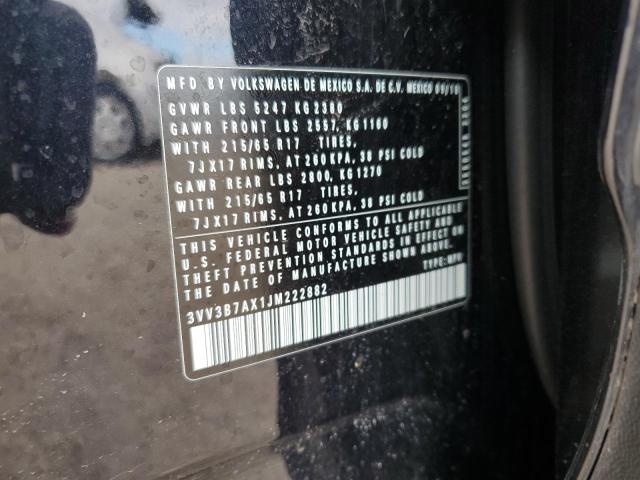 MFD. BY VOLKSWAGEN DE MEXICO S.A. DE C.V. MEXICO
GVWR LBS 5247 KG 2380
GAWR FRONT LBS 2557, KG 1160
WITH 215/65 R17 TIRES,
7JX17 RIMS, AT 260 KPA, 38 PSI COLD
GAWR REAR LBS 2800, KG 1270
WITH 215/65 R17 TIRES,
7JX17 RIMS, AT 260 KPA, 38 PSI COLD
THIS VEHICLE CONFORMS TO ALL APPLICABLE
U.S. FEDERAL MOTOR VEHICLE SAFETY AND
THEFT PREVENTION STANDARDS IN EFFECT ON
THE DATE OF MANUFACTURE SHOWN ABOVE.
TYPE: MPV
3VV3B7AX1JM222882